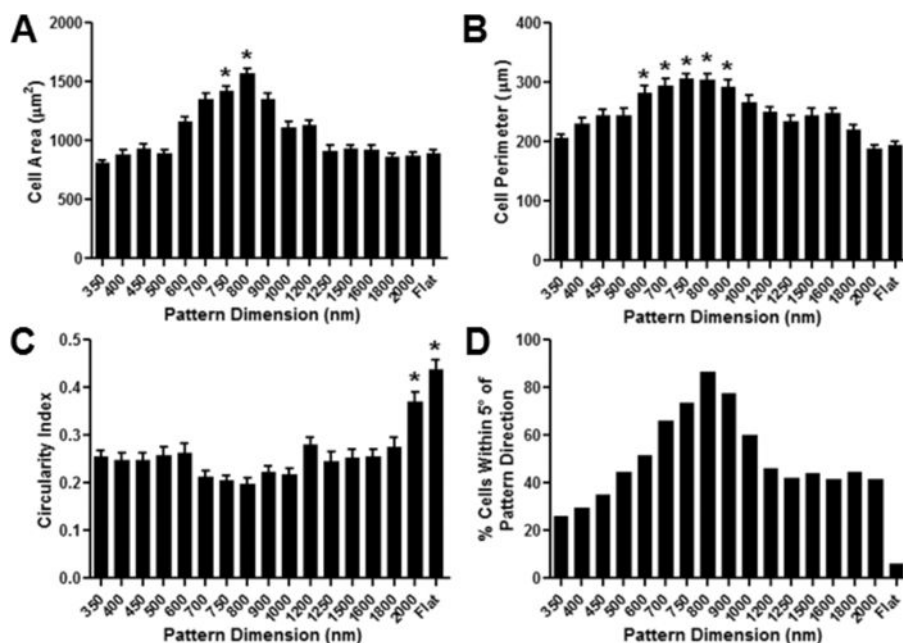 A
Cell Area (μm²)
2000
1500
1000
500
0
* *
350 400 450 500 600 700 750 800 900 1000 1200 1250 1500 1600 1800 2000 Flat
Pattern Dimension (nm)
B
Cell Perimeter (μm)
400
300
200
100
0
* * * * *
350 400 450 500 600 700 750 800 900 1000 1200 1250 1500 1600 1800 2000 Flat
Pattern Dimension (nm)
C
Circularity Index
0.5
0.4
0.3
0.2
0.1
0.0
* *
350 400 450 500 600 700 750 800 900 1000 1200 1250 1500 1600 1800 2000 Flat
Pattern Dimension (nm)
D
% Cells Within 5° of
Pattern Direction
100
80
60
40
20
0
350 400 450 500 600 700 750 800 900 1000 1200 1250 1500 1600 1800 2000 Flat
Pattern Dimension (nm)